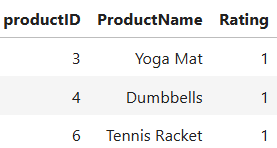 productID ProductName Rating
3 Yoga Mat 1
4 Dumbbells 1
6 Tennis Racket 1